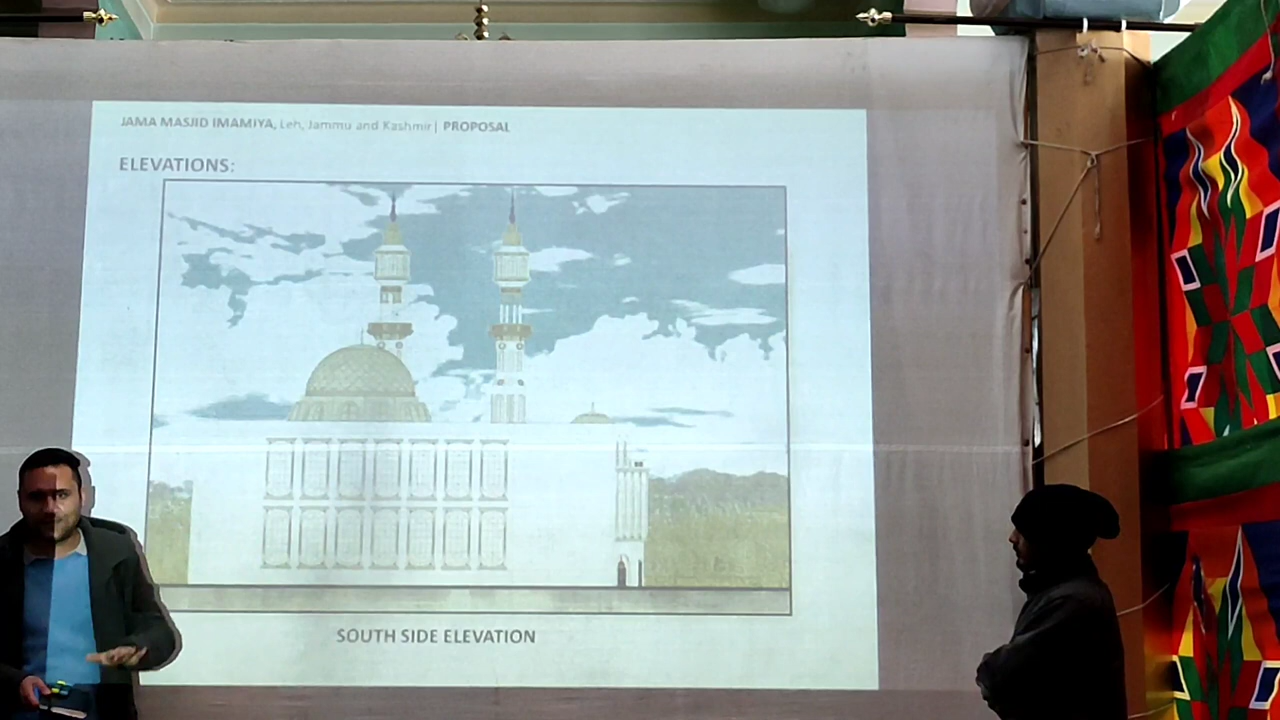 JAMA MASJID IMAMIYA, Leh, Jammu and Kashmir| PROPOSAL
ELEVATIONS:
SOUTH SIDE ELEVATION